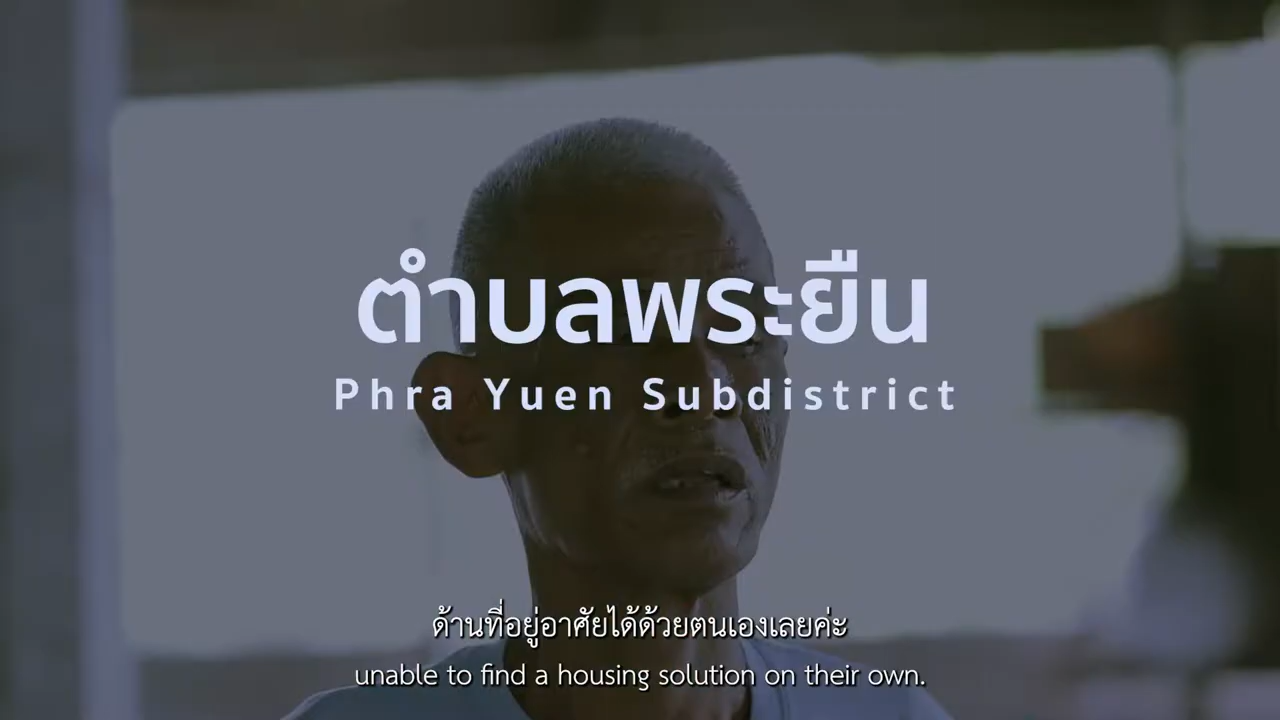 ตำบลพระยืน
Phra Yuen Subdistrict
ด้านที่อยู่อาศัยได้ด้วยตนเองเลยค่ะ
unable to find a housing solution on their own.